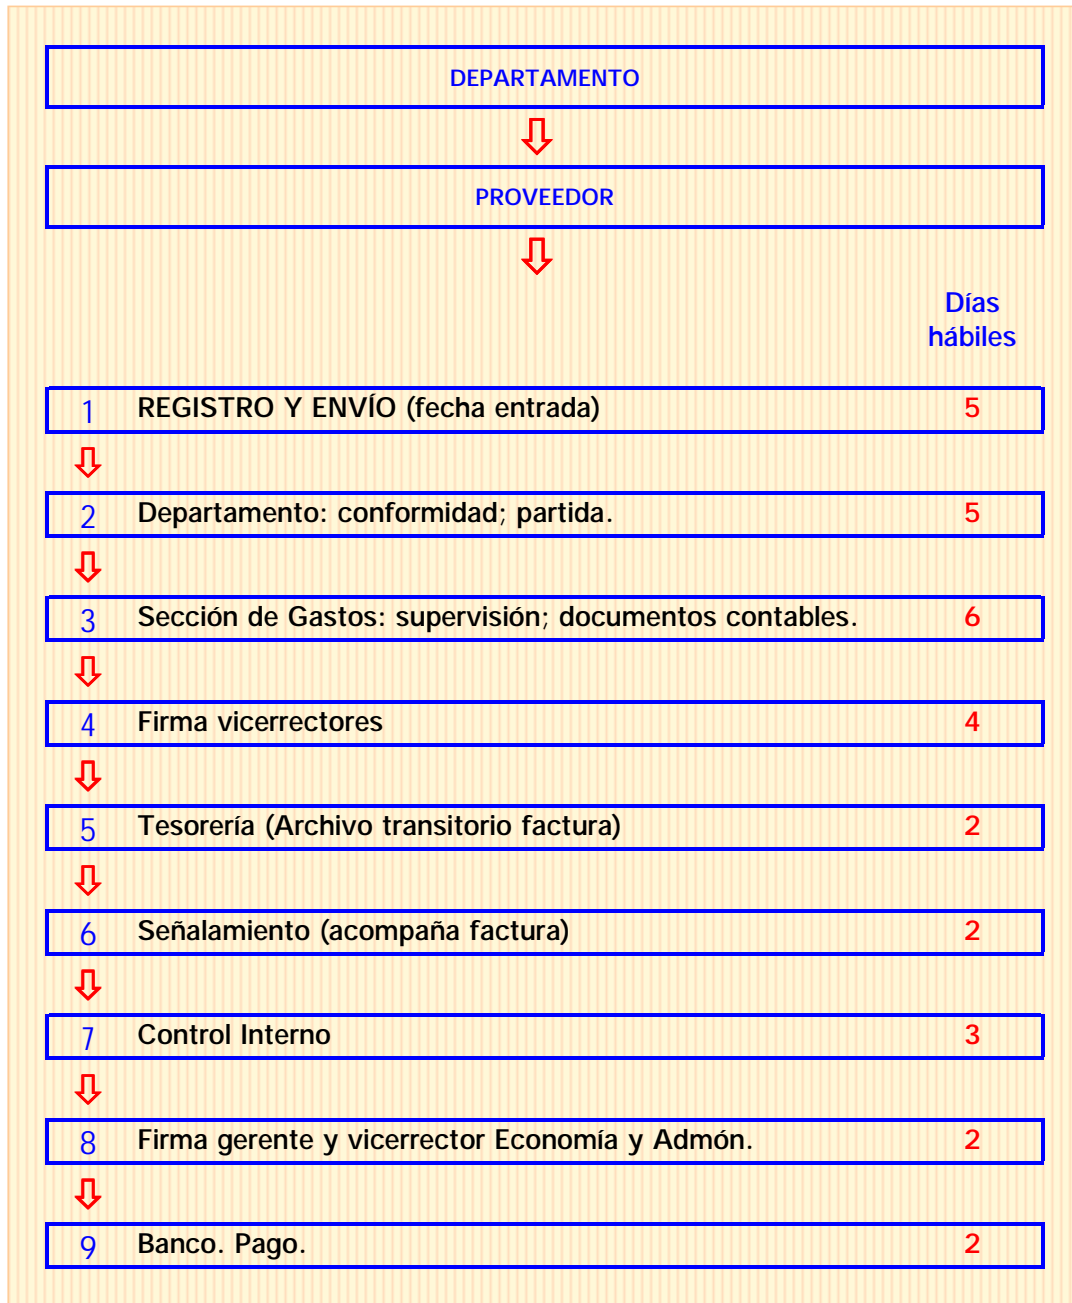 DEPARTAMENTO
PROVEEDOR
Días
hábiles
1 REGISTRO Y ENVÍO (fecha entrada) 5
2 Departamento: conformidad; partida. 5
3 Sección de Gastos: supervisión; documentos contables. 6
4 Firma vicerrectores 4
5 Tesorería (Archivo transitorio factura) 2
6 Señalamiento (acompaña factura) 2
7 Control Interno 3
8 Firma gerente y vicerrector Economía y Admón. 2
9 Banco. Pago. 2